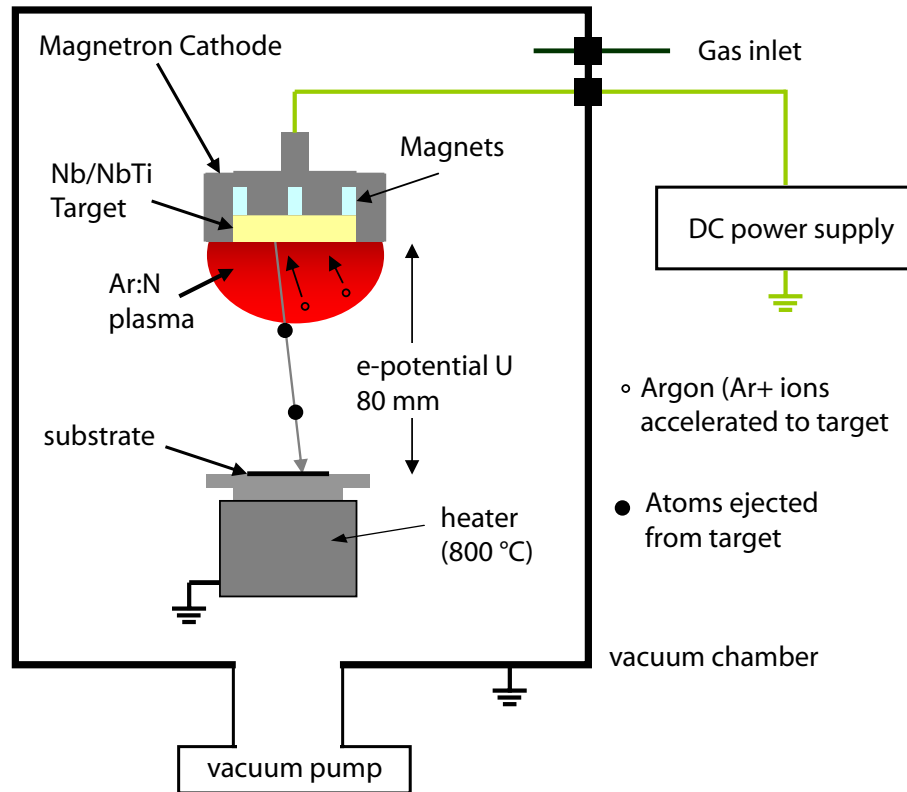 Magnetron Cathode
Gas inlet
Magnets
Nb/NbTi
Target
DC power supply
Ar:N
plasma
e-potential U
80 mm
Argon (Ar+ ions
accelerated to target
substrate
heater
(800 °C)
Atoms ejected
from target
vacuum chamber
vacuum pump